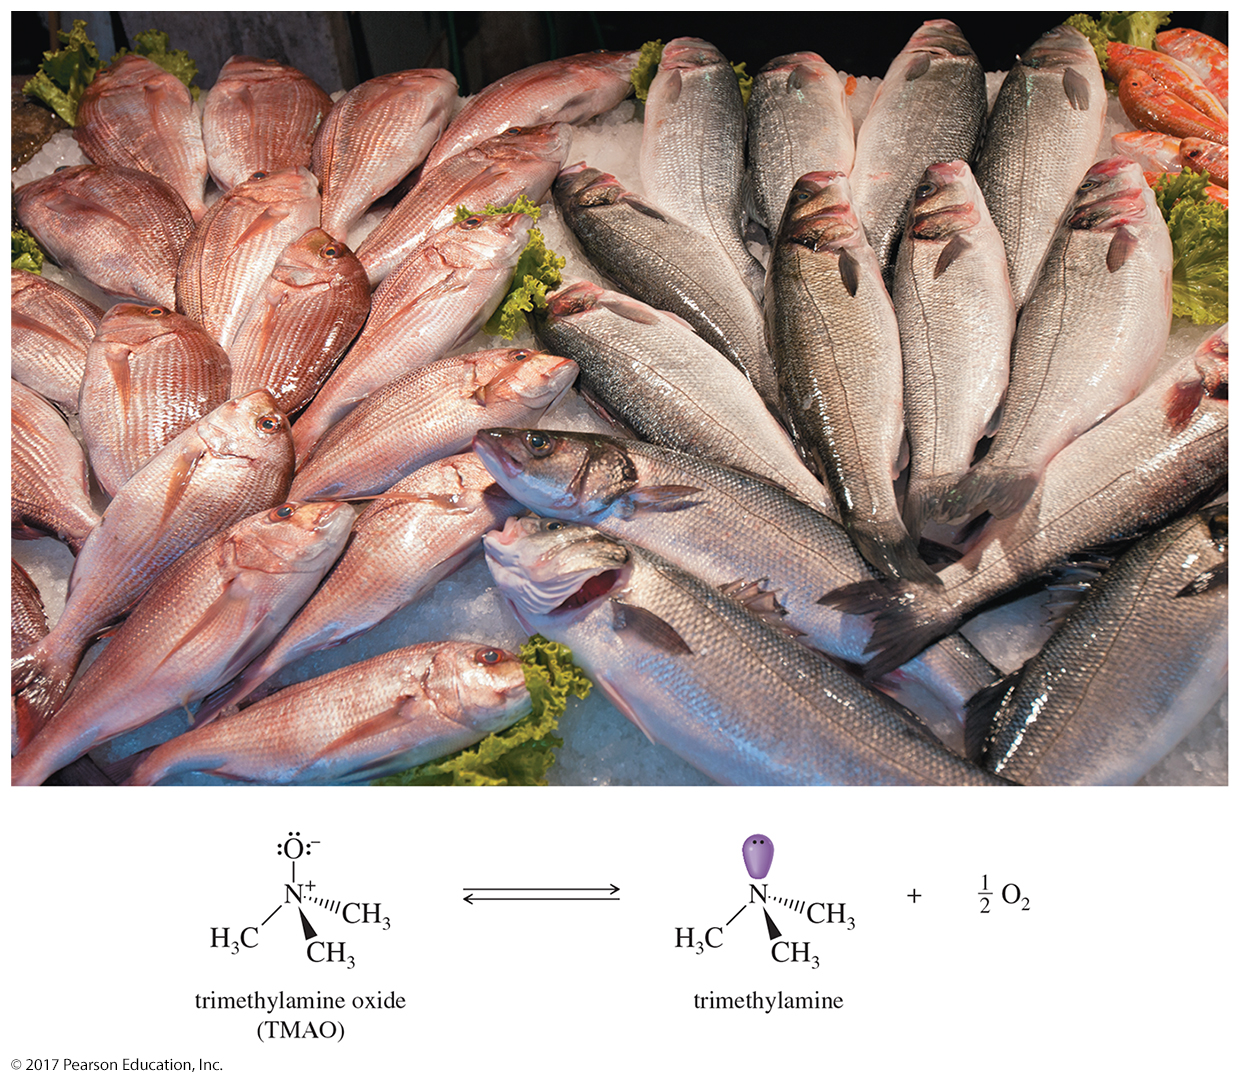 :Ö:⁻
N⁺
H₃C
CH₃
CH₃
trimethylamine oxide
(TMAO)
⇌
N
H₃C
CH₃
CH₃
trimethylamine
+
½ O₂
© 2017 Pearson Education, Inc.